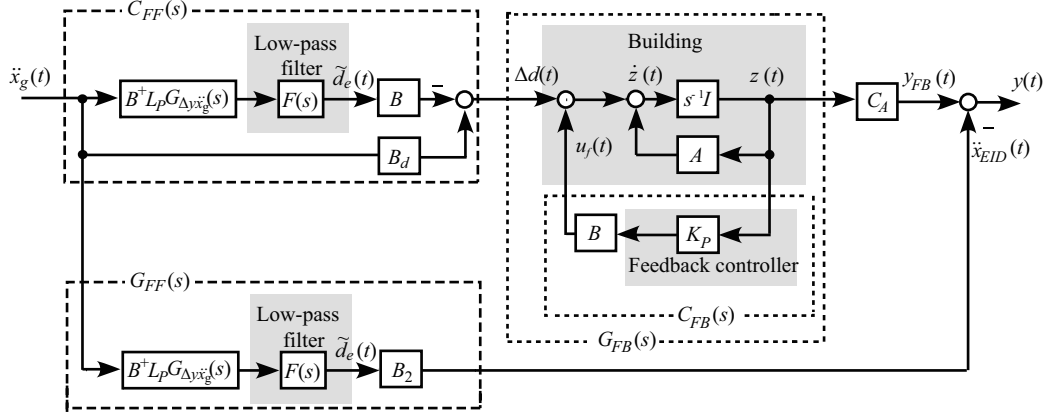 C_FF(s)
ẍ_g(t)
B⁺L_P G_Δyẍg(s)
Low-pass
filter
F(s)
d̃_e(t)
B
−
B_d
Δd(t)
Building
ż(t)
s⁻¹I
z(t)
A
u_f(t)
B
K_P
Feedback controller
C_FB(s)
G_FB(s)
C_A
y_FB(t)
y(t)
−
ẍ_EID(t)
G_FF(s)
B⁺L_P G_Δyẍg(s)
Low-pass
filter
F(s)
d̃_e(t)
B₂